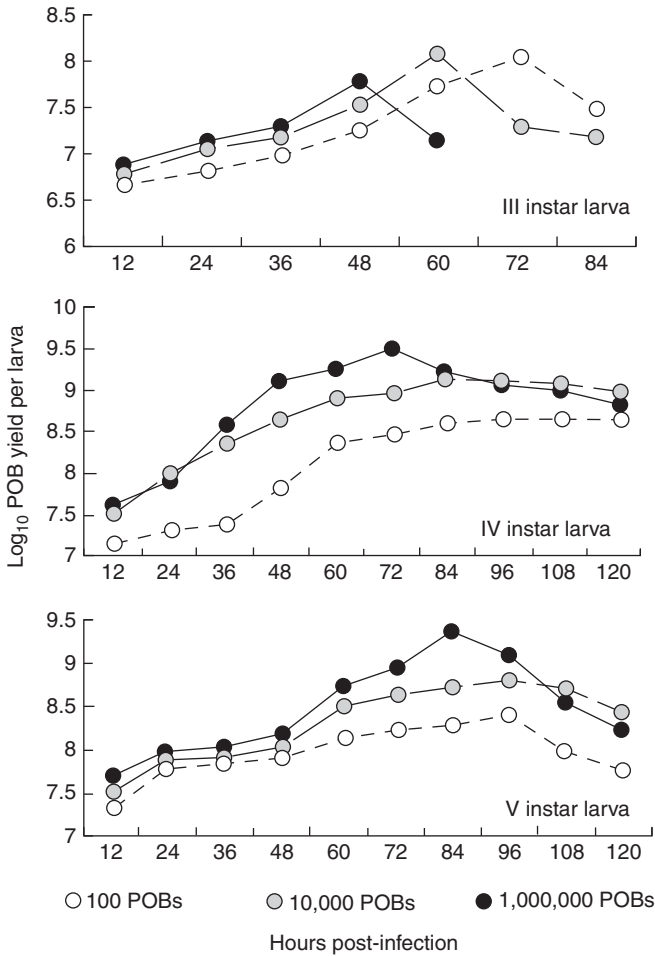 8.5
8
7.5
7
6.5
6
III instar larva
12 24 36 48 60 72 84
Log10 POB yield per larva
10
9.5
9
8.5
8
7.5
7
IV instar larva
12 24 36 48 60 72 84 96 108 120
9.5
9
8.5
8
7.5
7
V instar larva
12 24 36 48 60 72 84 96 108 120
100 POBs 10,000 POBs 1,000,000 POBs
Hours post-infection